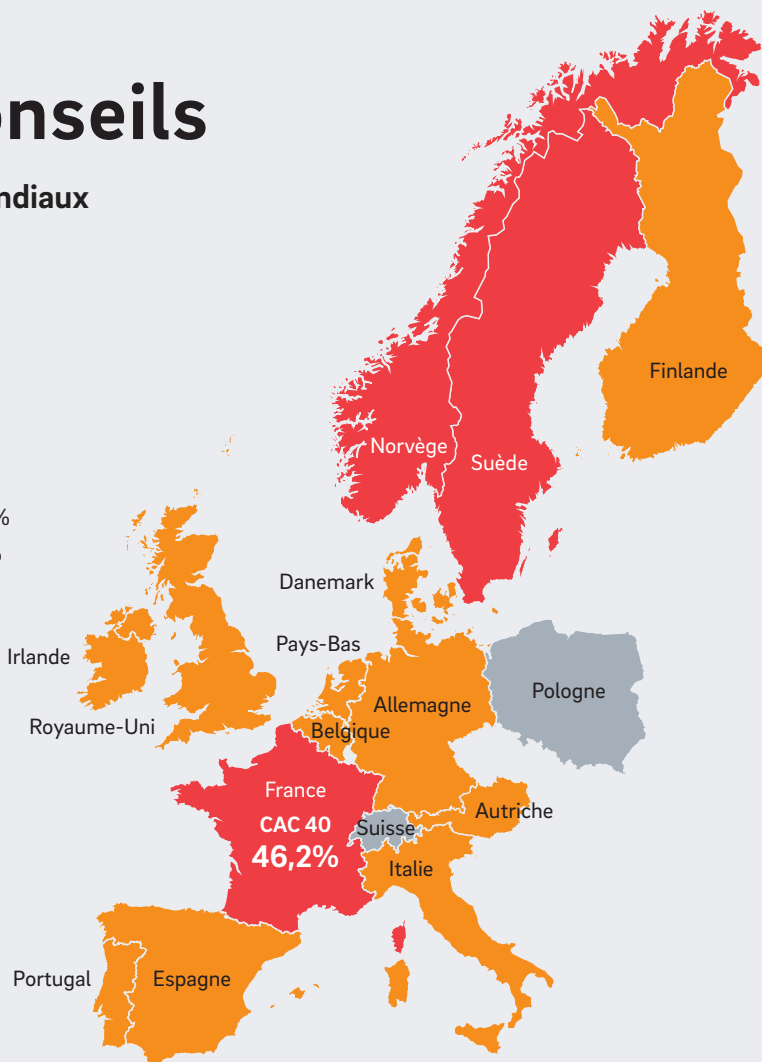 onseils
ndiaux
Finlande
Norvège
Suède
%
Danemark
Pays-Bas
Irlande
Pologne
Allemagne
Royaume-Uni
Belgique
France
CAC 40
46,2%
Autriche
Suisse
Italie
Portugal
Espagne